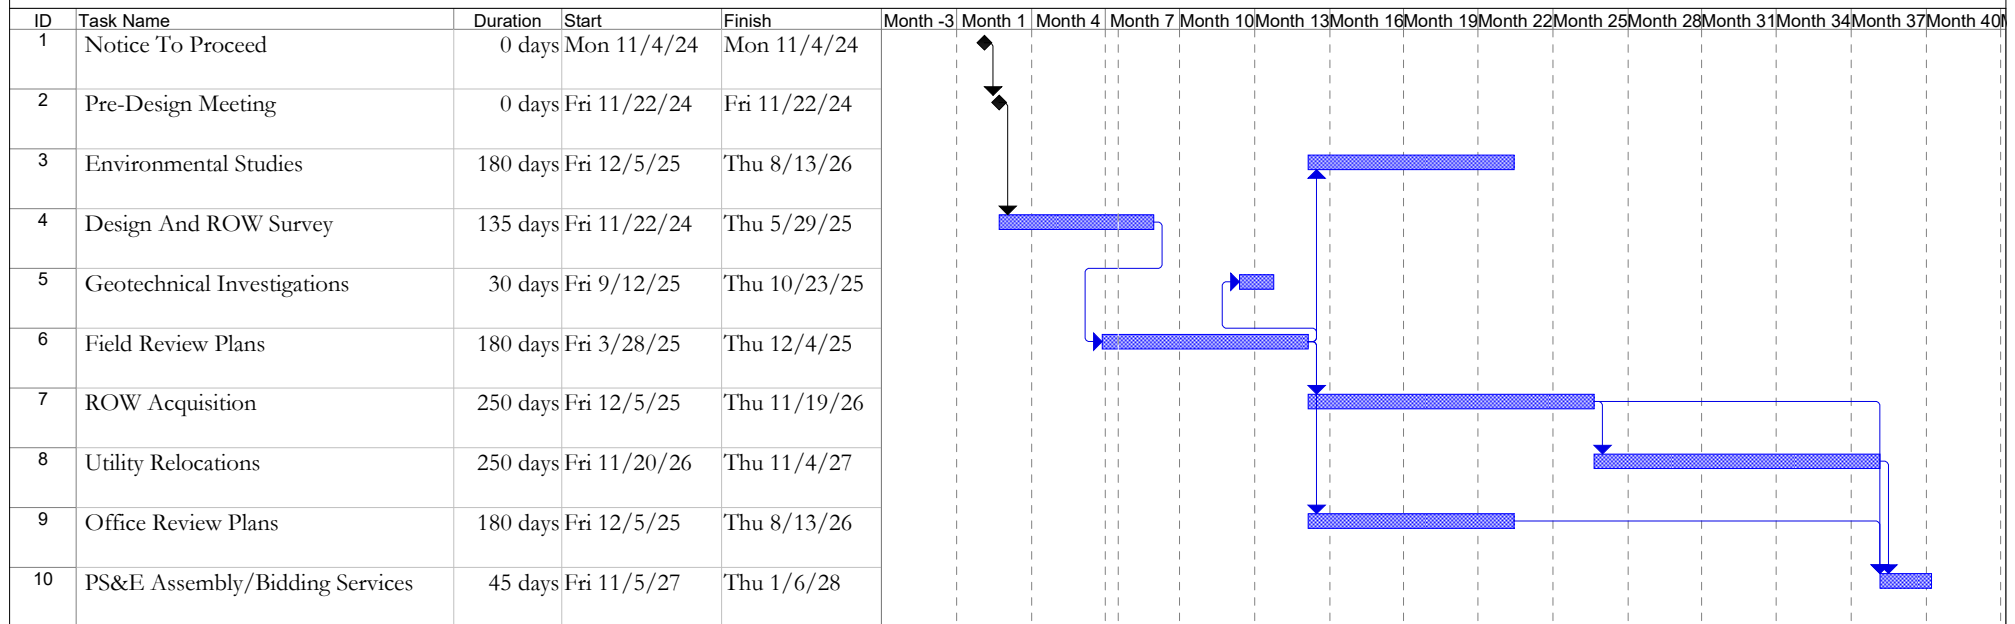 ID Task Name Duration Start Finish Month -3 Month 1 Month 4 Month 7 Month 10 Month 13 Month 16 Month 19 Month 22 Month 25 Month 28 Month 31 Month 34 Month 37 Month 40
1 Notice To Proceed 0 days Mon 11/4/24 Mon 11/4/24
2 Pre-Design Meeting 0 days Fri 11/22/24 Fri 11/22/24
3 Environmental Studies 180 days Fri 12/5/25 Thu 8/13/26
4 Design And ROW Survey 135 days Fri 11/22/24 Thu 5/29/25
5 Geotechnical Investigations 30 days Fri 9/12/25 Thu 10/23/25
6 Field Review Plans 180 days Fri 3/28/25 Thu 12/4/25
7 ROW Acquisition 250 days Fri 12/5/25 Thu 11/19/26
8 Utility Relocations 250 days Fri 11/20/26 Thu 11/4/27
9 Office Review Plans 180 days Fri 12/5/25 Thu 8/13/26
10 PS&E Assembly/Bidding Services 45 days Fri 11/5/27 Thu 1/6/28